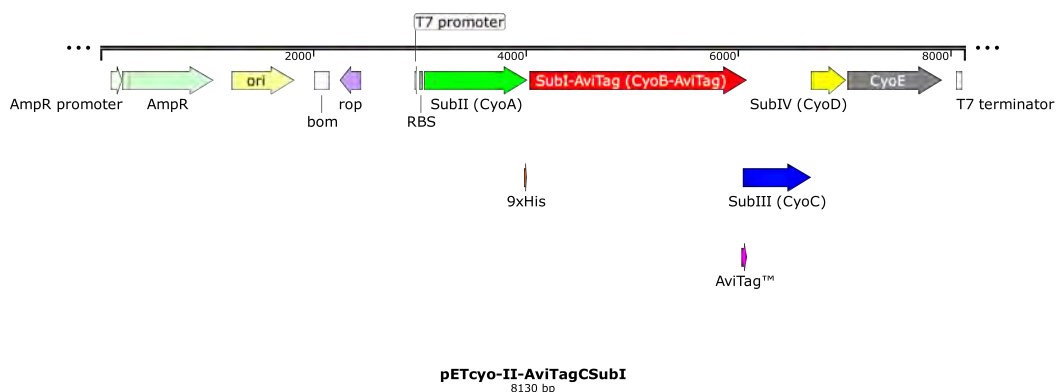 T7 promoter
2000 4000 6000 8000
ori SubI-AviTag (CyoB-AviTag) CyoE
AmpR promoter AmpR rop SubII (CyoA) SubIV (CyoD) T7 terminator
bom RBS
9xHis SubIII (CyoC)
AviTag™
pETcyo-II-AviTagCSubI
8130 bp